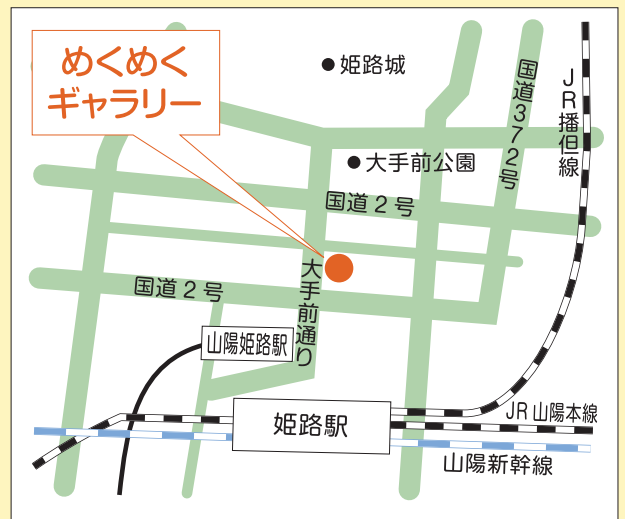 めくめく
ギャラリー
姫路城
国道372号
JR播但線
大手前公園
国道2号
国道2号
大手前通り
山陽姫路駅
姫路駅
JR山陽本線
山陽新幹線